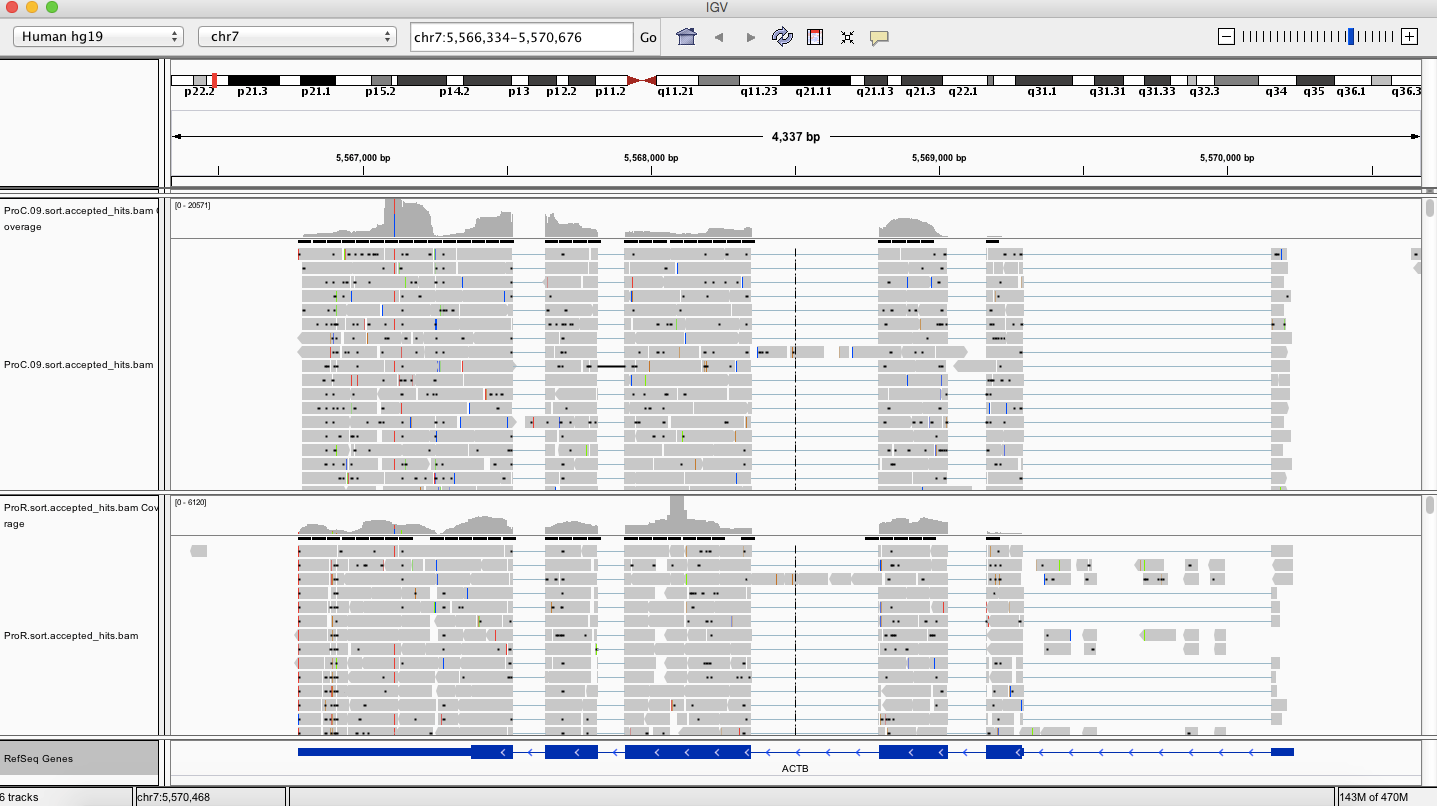 IGV
Human hg19 chr7 chr7:5,566,334-5,570,676 Go
p22.2 p21.3 p21.1 p15.2 p14.2 p13 p12.2 p11.2 q11.21 q11.23 q21.11 q21.13 q21.3 q22.1 q31.1 q31.31 q31.33 q32.3 q34 q35 q36.1 q36.3
4,337 bp
5,567,000 bp 5,568,000 bp 5,569,000 bp 5,570,000 bp
ProC.09.sort.accepted_hits.bam C
overage
[0 - 20571]
ProC.09.sort.accepted_hits.bam
ProR.sort.accepted_hits.bam Cov
rage
[0 - 6120]
ProR.sort.accepted_hits.bam
RefSeq Genes
ACTB
6 tracks chr7:5,570,468 143M of 470M